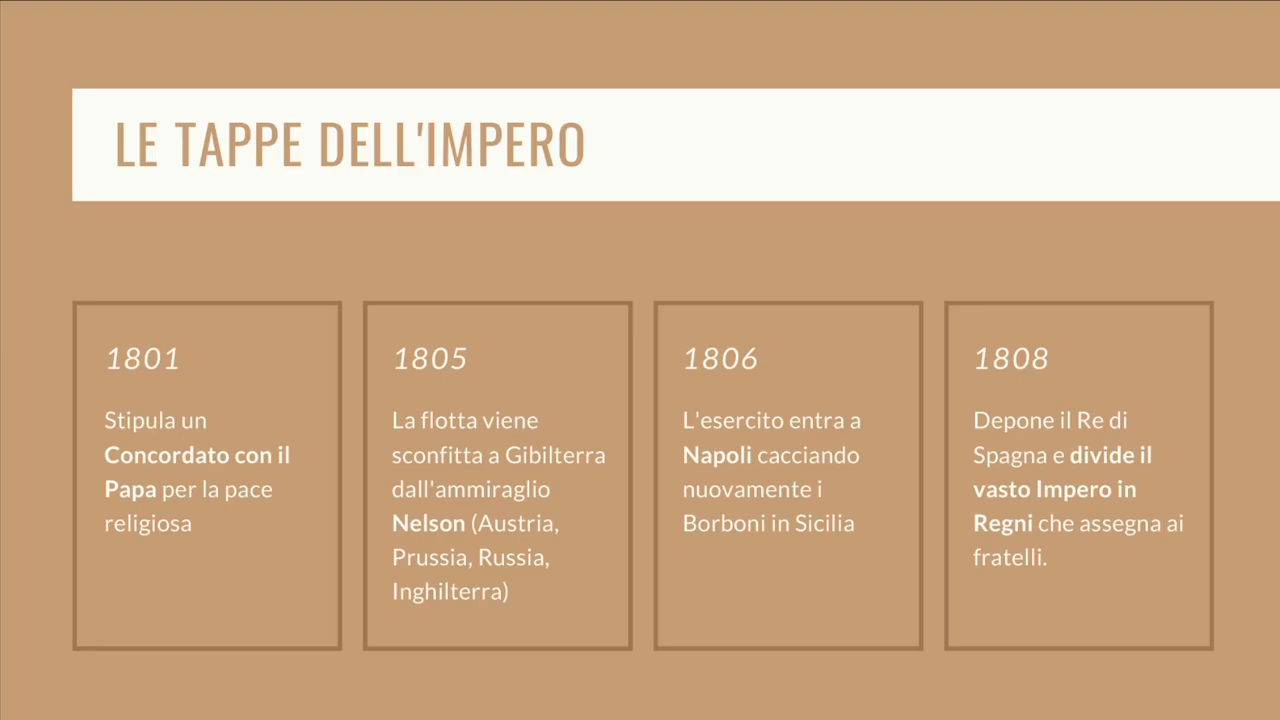 LE TAPPE DELL'IMPERO
1801
Stipula un
Concordato con il
Papa per la pace
religiosa
1805
La flotta viene
sconfitta a Gibilterra
dall'ammiraglio
Nelson (Austria,
Prussia, Russia,
Inghilterra)
1806
L'esercito entra a
Napoli cacciando
nuovamente i
Borboni in Sicilia
1808
Depone il Re di
Spagna e divide il
vasto Impero in
Regni che assegna ai
fratelli.